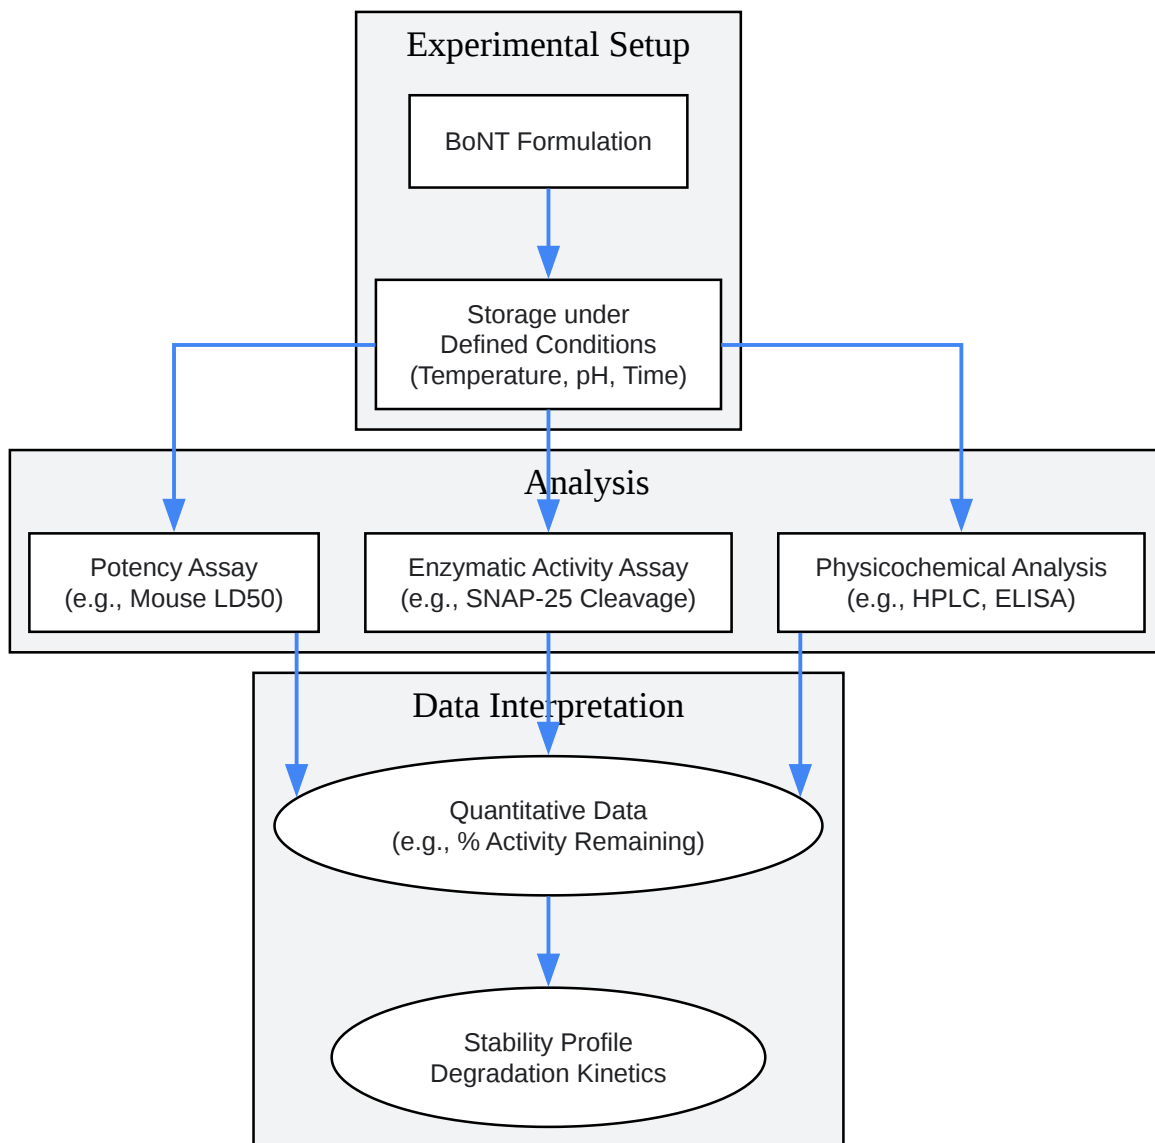 Experimental Setup
BoNT Formulation
Storage under
Defined Conditions
(Temperature, pH, Time)
Analysis
Potency Assay
(e.g., Mouse LD50)
Enzymatic Activity Assay
(e.g., SNAP-25 Cleavage)
Physicochemical Analysis
(e.g., HPLC, ELISA)
Data Interpretation
Quantitative Data
(e.g., % Activity Remaining)
Stability Profile
Degradation Kinetics